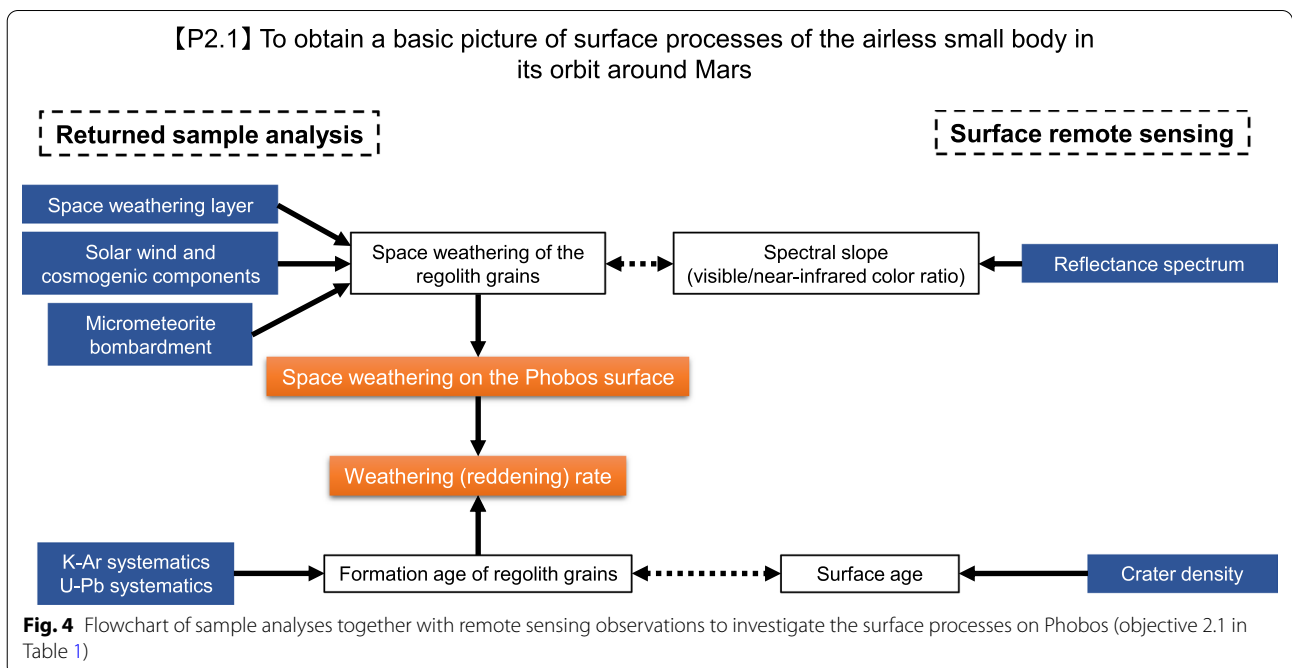 【P2.1】To obtain a basic picture of surface processes of the airless small body in
its orbit around Mars
Returned sample analysis
Surface remote sensing
Space weathering layer
Solar wind and
cosmogenic components
Micrometeorite
bombardment
Space weathering of the
regolith grains
Spectral slope
(visible/near-infrared color ratio)
Reflectance spectrum
Space weathering on the Phobos surface
Weathering (reddening) rate
K-Ar systematics
U-Pb systematics
Formation age of regolith grains
Surface age
Crater density
Fig. 4 Flowchart of sample analyses together with remote sensing observations to investigate the surface processes on Phobos (objective 2.1 in
Table 1)